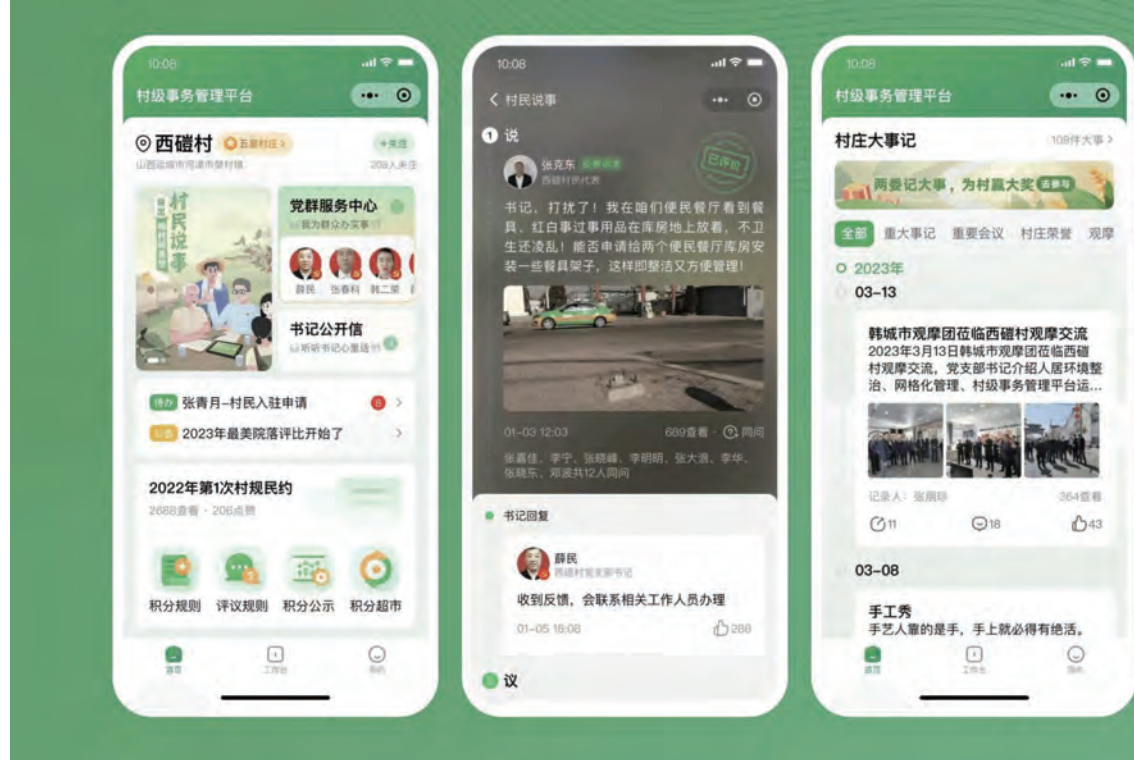 10:08
村级事务管理平台
西磑村
五星村庄 >
+关注
山西运城市河津市樊村镇
208人关注
村民说事
党群服务中心
我为群众办实事
薛民 张春科 韩二荣
书记公开信
听听书记心里话
待办 张青月-村民入驻申请
公告 2023年最美院落评比开始了
2022年第1次村规民约
2688查看 · 206点赞
积分规则 评议规则 积分公示 积分超市
首页 工作台 我的
10:08
村民说事
1 说
张克东
西磑村民代表
已评价
书记，打扰了！我在咱们便民餐厅看到餐
具、红白事过事用品在库房地上放着，不卫
生还凌乱！能否申请给两个便民餐厅库房安
装一些餐具架子，这样即整洁又方便管理！
01-03 12:03
689查看 · 同问
张嘉佳、李宁、张晓峰、李明明、张大浪、李华、
张晓东、邓波共12人同问
书记回复
薛民
西磑村党支部书记
收到反馈，会联系相关工作人员办理
01-05 16:08
288
议
10:08
村级事务管理平台
村庄大事记
109件大事 >
两委记大事，为村赢大奖 去参与
全部 重大事记 重要会议 村庄荣誉 观摩
2023年
03-13
韩城市观摩团莅临西磑村观摩交流
2023年3月13日韩城市观摩团莅临西磑
村观摩交流，党支部书记介绍人居环境整
治、网格化管理、村级事务管理平台运...
记录人：张丽珍
364查看
11
18
43
03-08
手工秀
手艺人靠的是手，手上就必得有绝活。
首页 工作台 我的